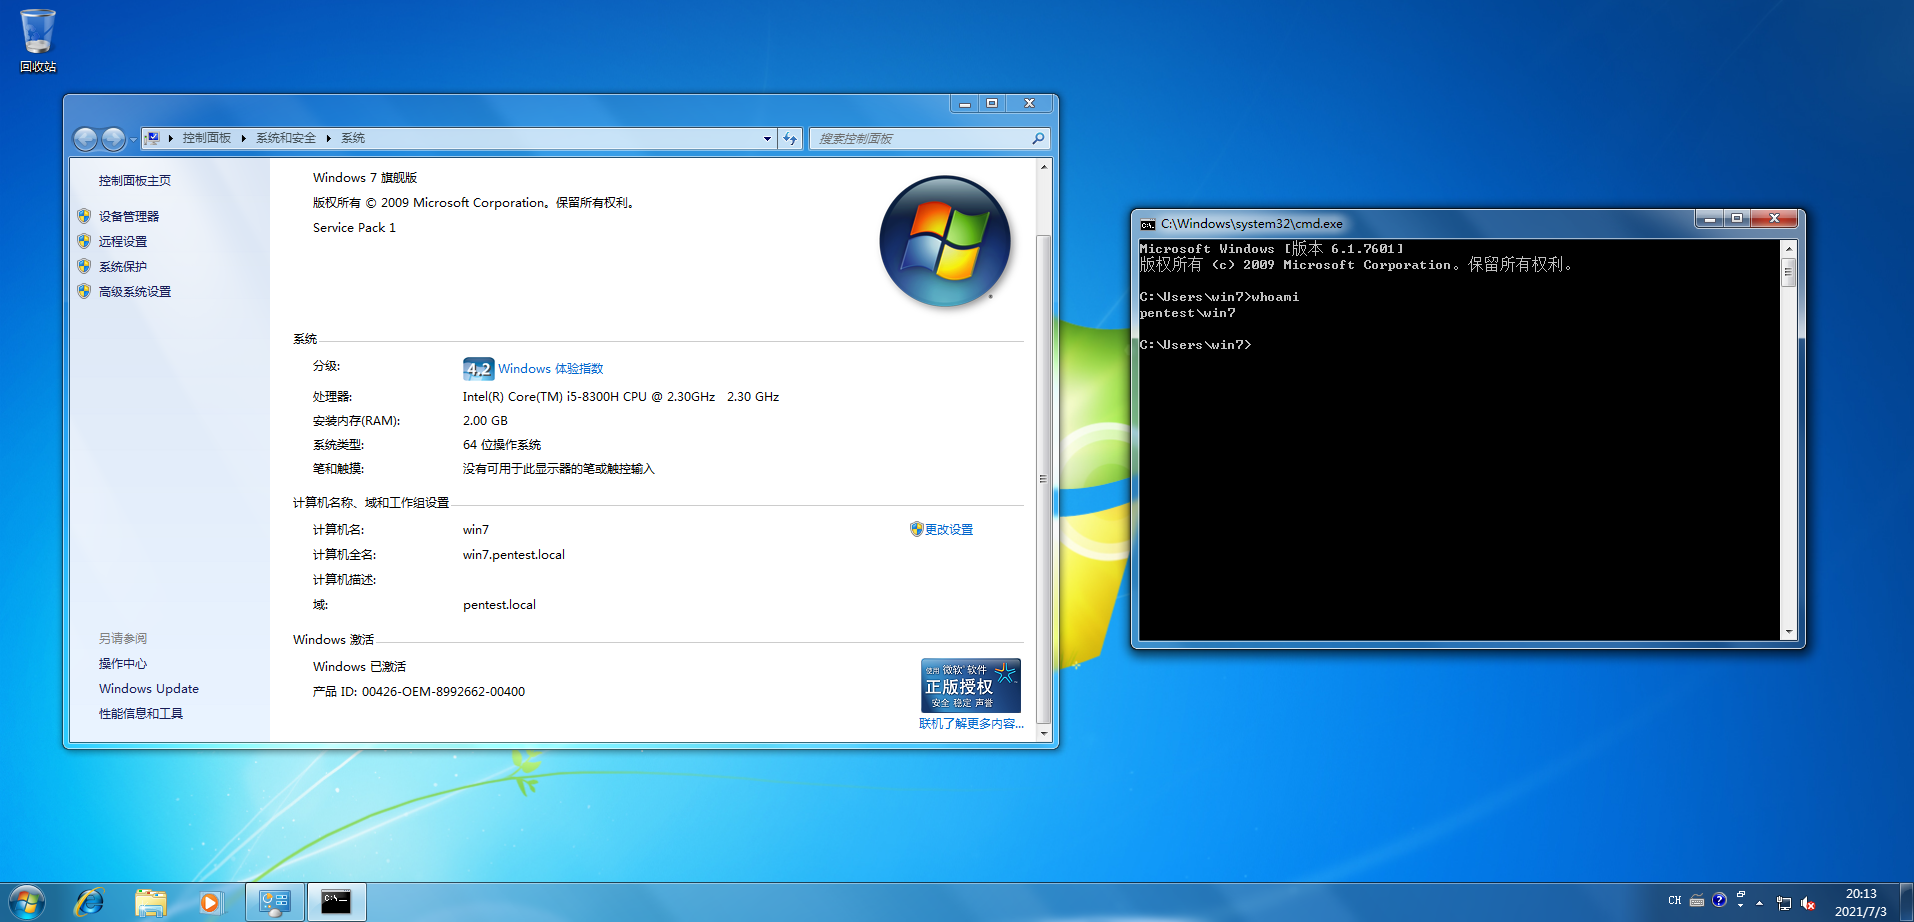 回收站
控制面板 系统和安全 系统
搜索控制面板
控制面板主页
设备管理器
远程设置
系统保护
高级系统设置
另请参阅
操作中心
Windows Update
性能信息和工具
Windows 7 旗舰版
版权所有 © 2009 Microsoft Corporation。保留所有权利。
Service Pack 1
系统
分级:
4.2 Windows 体验指数
处理器:
Intel(R) Core(TM) i5-8300H CPU @ 2.30GHz 2.30 GHz
安装内存(RAM):
2.00 GB
系统类型:
64 位操作系统
笔和触摸:
没有可用于此显示器的笔或触控输入
计算机名称、域和工作组设置
计算机名:
win7
更改设置
计算机全名:
win7.pentest.local
计算机描述:
域:
pentest.local
Windows 激活
Windows 已激活
产品 ID: 00426-OEM-8992662-00400
使用 微软 软件
正版授权
安全 稳定 声誉
联机了解更多内容...
C:\Windows\system32\cmd.exe
Microsoft Windows [版本 6.1.7601]
版权所有 (c) 2009 Microsoft Corporation。保留所有权利。
C:\Users\win7>whoami
pentest\win7
C:\Users\win7>
CH
20:13
2021/7/3